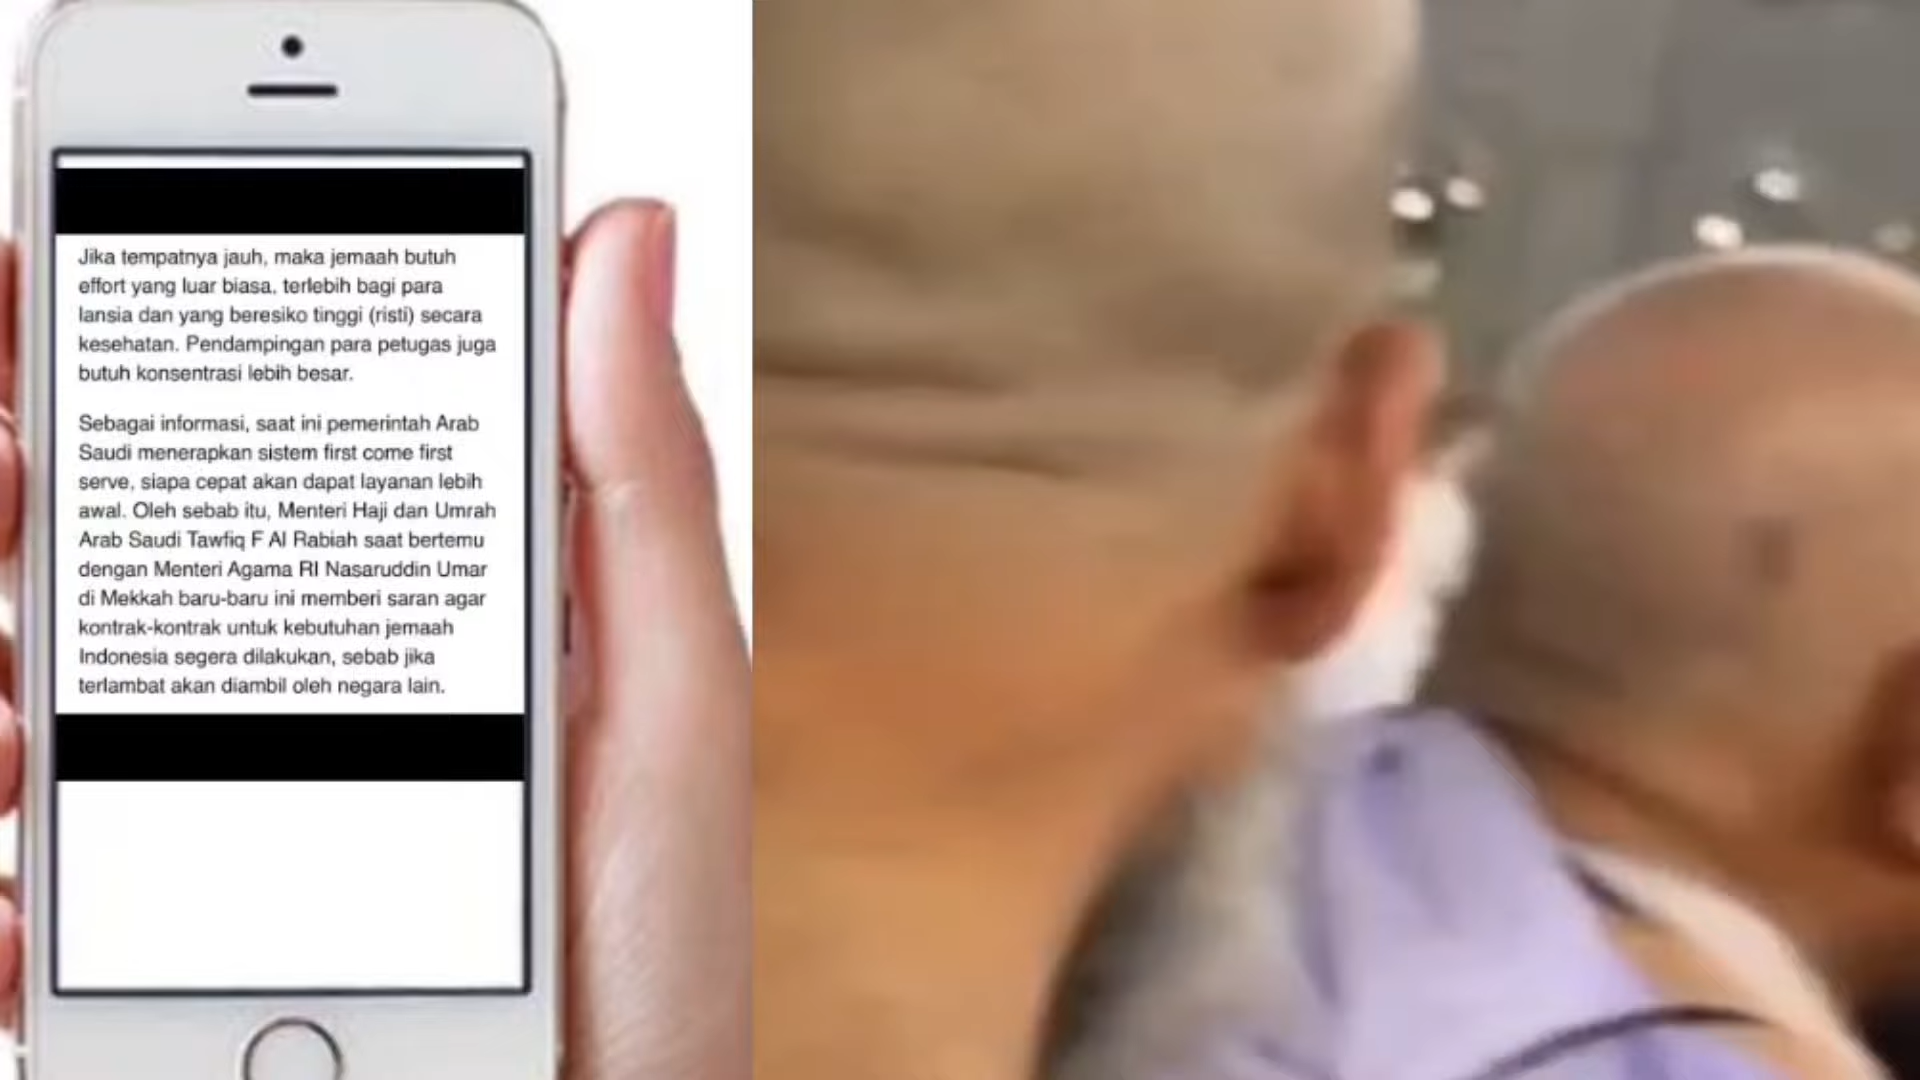 Jika tempatnya jauh, maka jemaah butuh
effort yang luar biasa, terlebih bagi para
lansia dan yang beresiko tinggi (risti) secara
kesehatan. Pendampingan para petugas juga
butuh konsentrasi lebih besar.
Sebagai informasi, saat ini pemerintah Arab
Saudi menerapkan sistem first come first
serve, siapa cepat akan dapat layanan lebih
awal. Oleh sebab itu, Menteri Haji dan Umrah
Arab Saudi Tawfiq F Al Rabiah saat bertemu
dengan Menteri Agama RI Nasaruddin Umar
di Mekkah baru-baru ini memberi saran agar
kontrak-kontrak untuk kebutuhan jemaah
Indonesia segera dilakukan, sebab jika
terlambat akan diambil oleh negara lain.